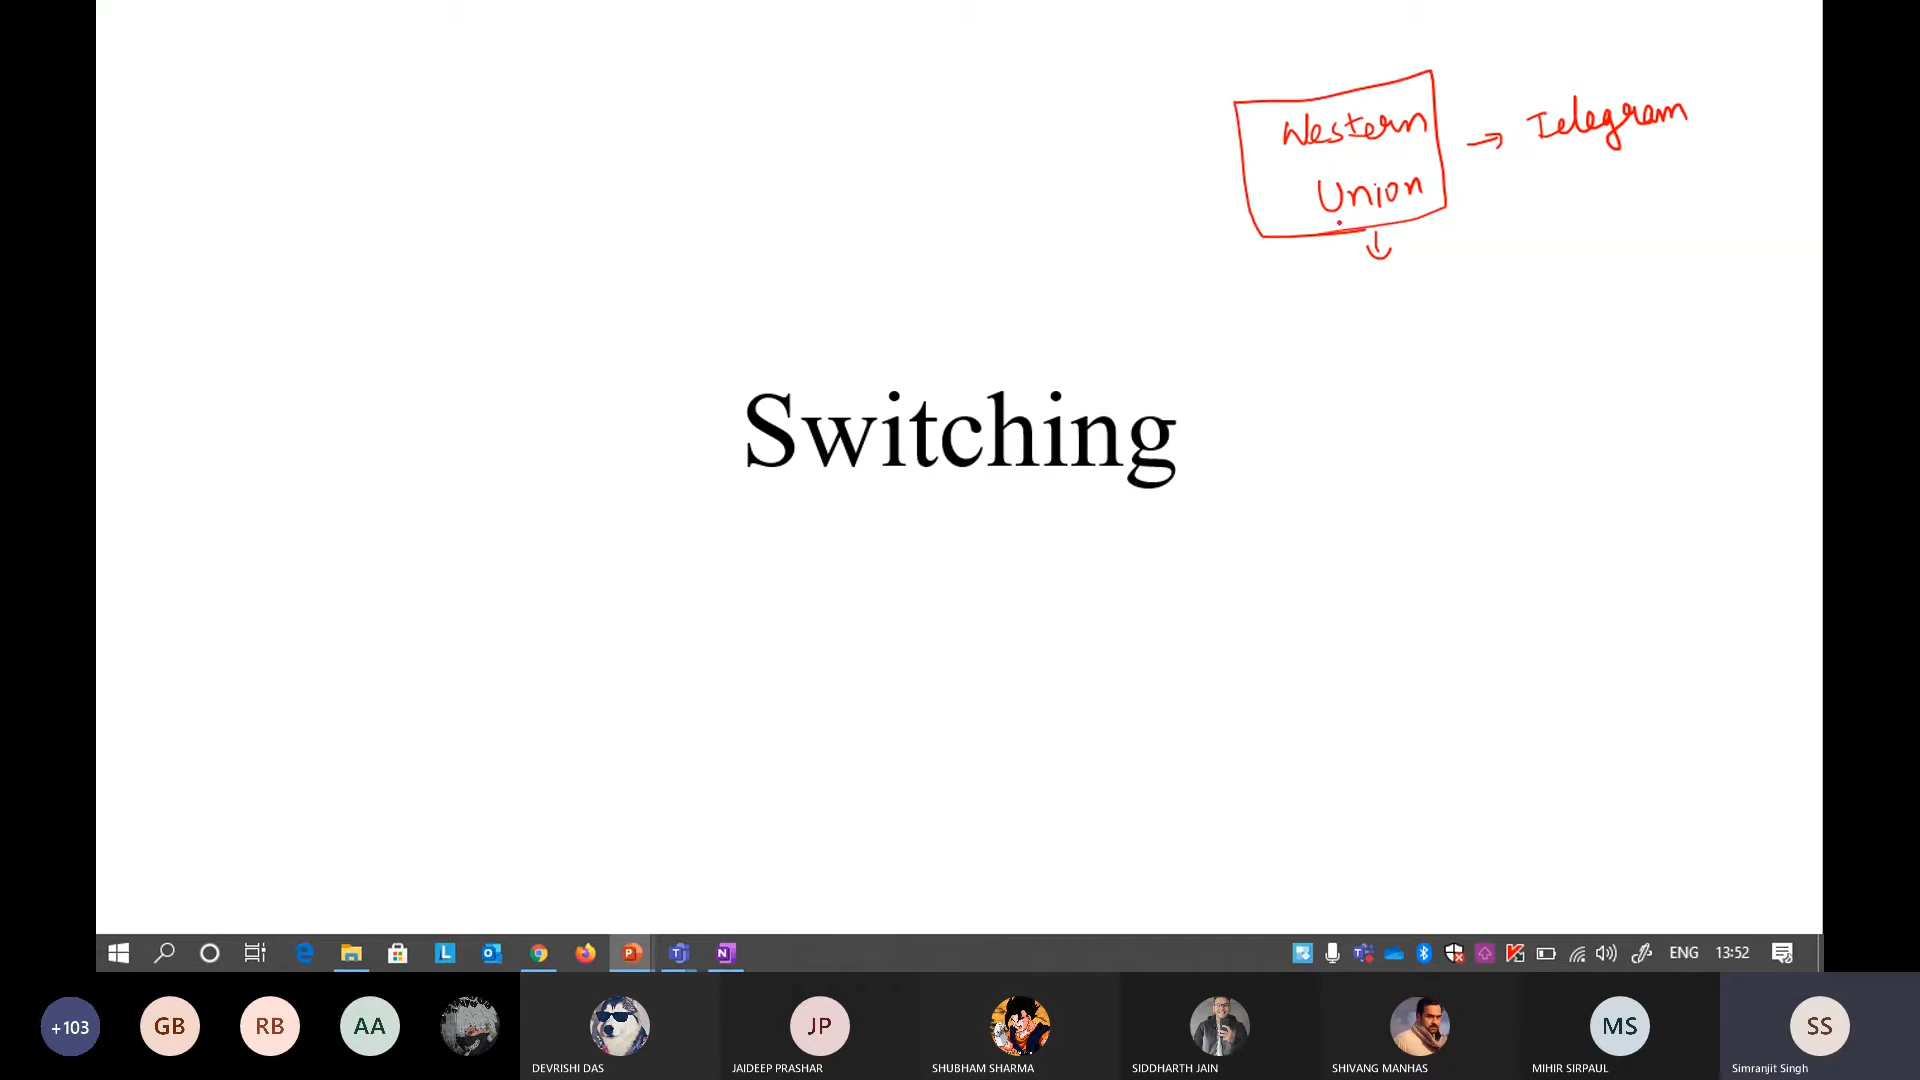 Western
Union
→ Telegram
Switching
ENG 13:52
+103 GB RB AA JP MS SS
DEVRISHI DAS JAIDEEP PRASHAR SHUBHAM SHARMA SIDDHARTH JAIN SHIVANG MANHAS MIHIR SIRPAUL Simranjit Singh